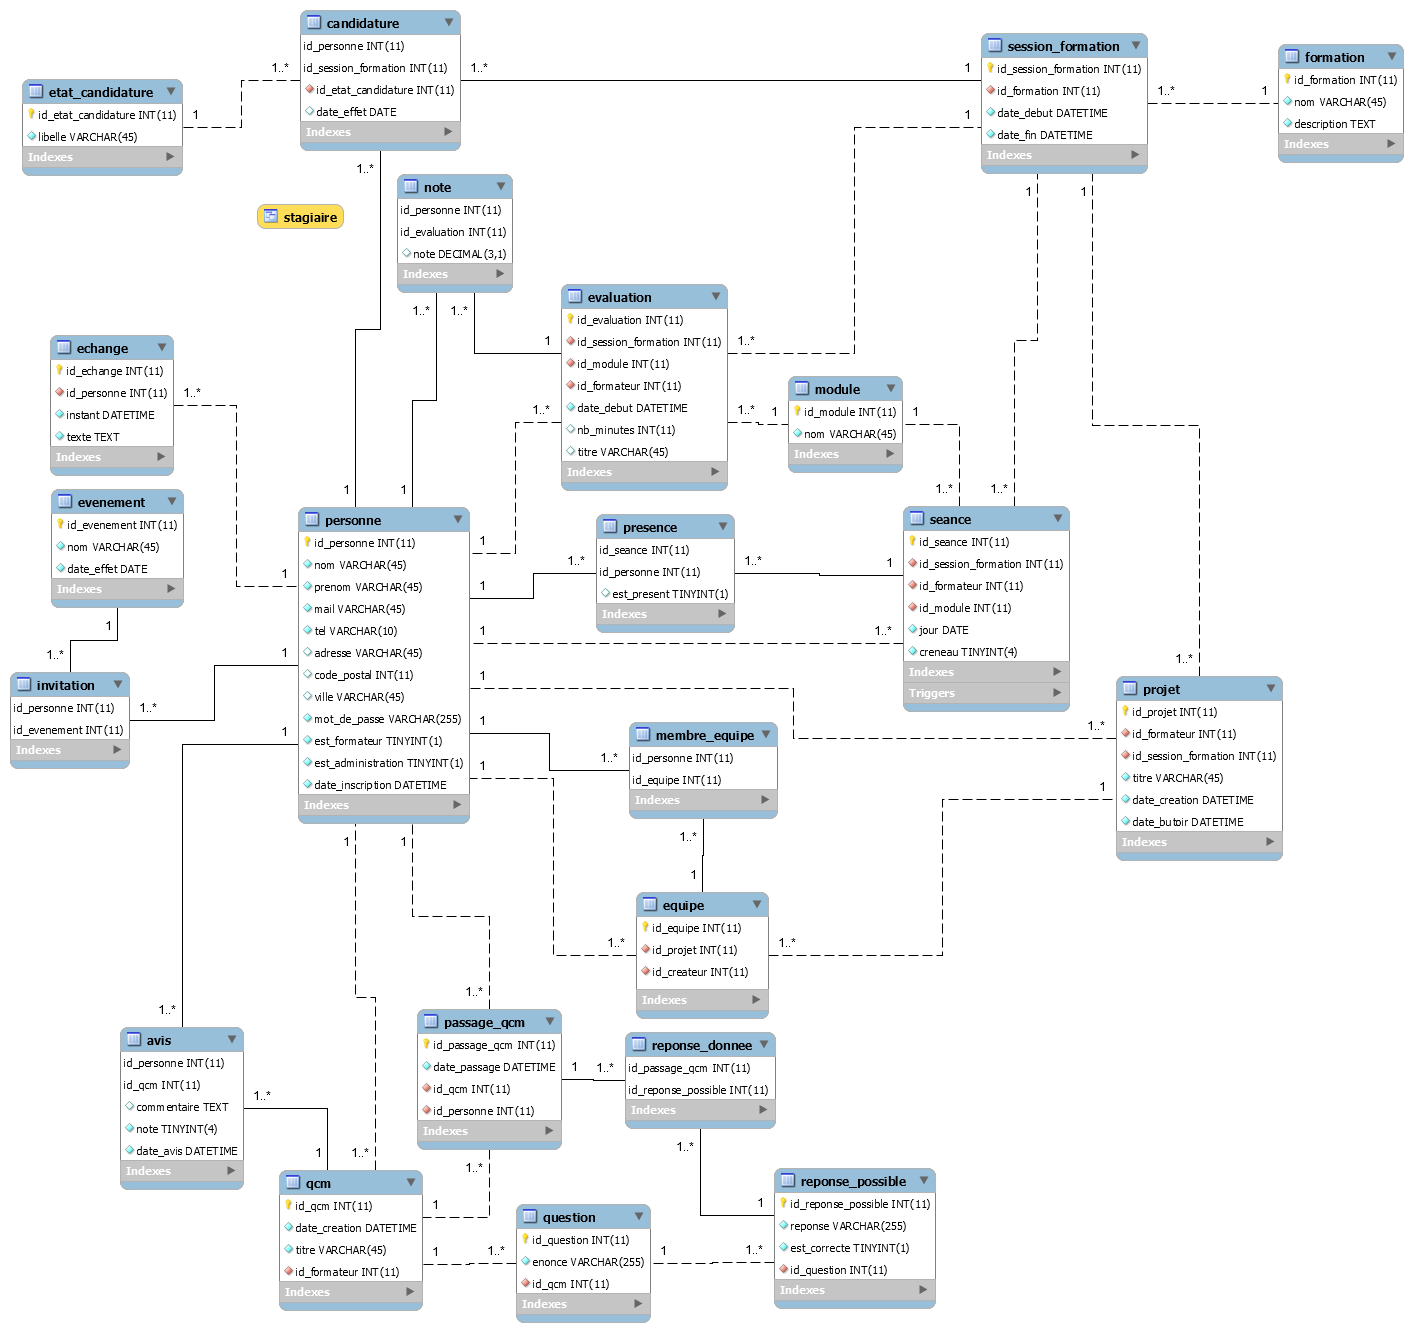 candidature
id_personne INT(11)
id_session_formation INT(11)
id_etat_candidature INT(11)
date_effet DATE
Indexes
session_formation
id_session_formation INT(11)
id_formation INT(11)
date_debut DATETIME
date_fin DATETIME
Indexes
formation
id_formation INT(11)
nom VARCHAR(45)
description TEXT
Indexes
etat_candidature
id_etat_candidature INT(11)
libelle VARCHAR(45)
Indexes
1..*
1
1..*
1
1..*
1
1..*
1
1
1
stagiaire
note
id_personne INT(11)
id_evaluation INT(11)
note DECIMAL(3,1)
Indexes
1..*
1..*
1
evaluation
id_evaluation INT(11)
id_session_formation INT(11)
id_module INT(11)
id_formateur INT(11)
date_debut DATETIME
nb_minutes INT(11)
titre VARCHAR(45)
Indexes
1..*
1..*
1
1..*
module
id_module INT(11)
nom VARCHAR(45)
Indexes
1
1..*
1..*
echange
id_echange INT(11)
id_personne INT(11)
instant DATETIME
texte TEXT
Indexes
1..*
evenement
id_evenement INT(11)
nom VARCHAR(45)
date_effet DATE
Indexes
1
1..*
invitation
id_personne INT(11)
id_evenement INT(11)
Indexes
1..*
1
1
personne
id_personne INT(11)
nom VARCHAR(45)
prenom VARCHAR(45)
mail VARCHAR(45)
tel VARCHAR(10)
adresse VARCHAR(45)
code_postal INT(11)
ville VARCHAR(45)
mot_de_passe VARCHAR(255)
est_formateur TINYINT(1)
est_administration TINYINT(1)
date_inscription DATETIME
Indexes
1
1
1
1
1
1
1
1
1
1
1
presence
id_seance INT(11)
id_personne INT(11)
est_present TINYINT(1)
Indexes
1..*
1..*
1
1..*
seance
id_seance INT(11)
id_session_formation INT(11)
id_formateur INT(11)
id_module INT(11)
jour DATE
creneau TINYINT(4)
Indexes
Triggers
1..*
1..*
1
projet
id_projet INT(11)
id_formateur INT(11)
id_session_formation INT(11)
titre VARCHAR(45)
date_creation DATETIME
date_butoir DATETIME
Indexes
membre_equipe
id_personne INT(11)
id_equipe INT(11)
Indexes
1..*
1..*
1
equipe
id_equipe INT(11)
id_projet INT(11)
id_createur INT(11)
Indexes
1..*
1..*
1..*
1..*
avis
id_personne INT(11)
id_qcm INT(11)
commentaire TEXT
note TINYINT(4)
date_avis DATETIME
Indexes
1..*
1
1..*
passage_qcm
id_passage_qcm INT(11)
date_passage DATETIME
id_qcm INT(11)
id_personne INT(11)
Indexes
1
1..*
1..*
reponse_donnee
id_passage_qcm INT(11)
id_reponse_possible INT(11)
Indexes
1..*
1
qcm
id_qcm INT(11)
date_creation DATETIME
titre VARCHAR(45)
id_formateur INT(11)
Indexes
1
1
1..*
question
id_question INT(11)
enonce VARCHAR(255)
id_qcm INT(11)
Indexes
1
1..*
reponse_possible
id_reponse_possible INT(11)
reponse VARCHAR(255)
est_correcte TINYINT(1)
id_question INT(11)
Indexes